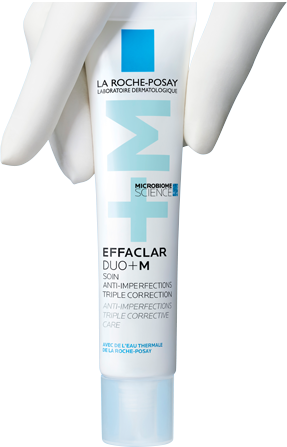 LA ROCHE-POSAY
LABORATOIRE DERMATOLOGIQUE
+M
MICROBIOME
SCIENCE
EFFACLAR
DUO+M
SOIN
ANTI-IMPERFECTIONS
TRIPLE CORRECTION
ANTI-IMPERFECTIONS
TRIPLE CORRECTIVE
CARE
AVEC DE L'EAU THERMALE
DE LA ROCHE-POSAY